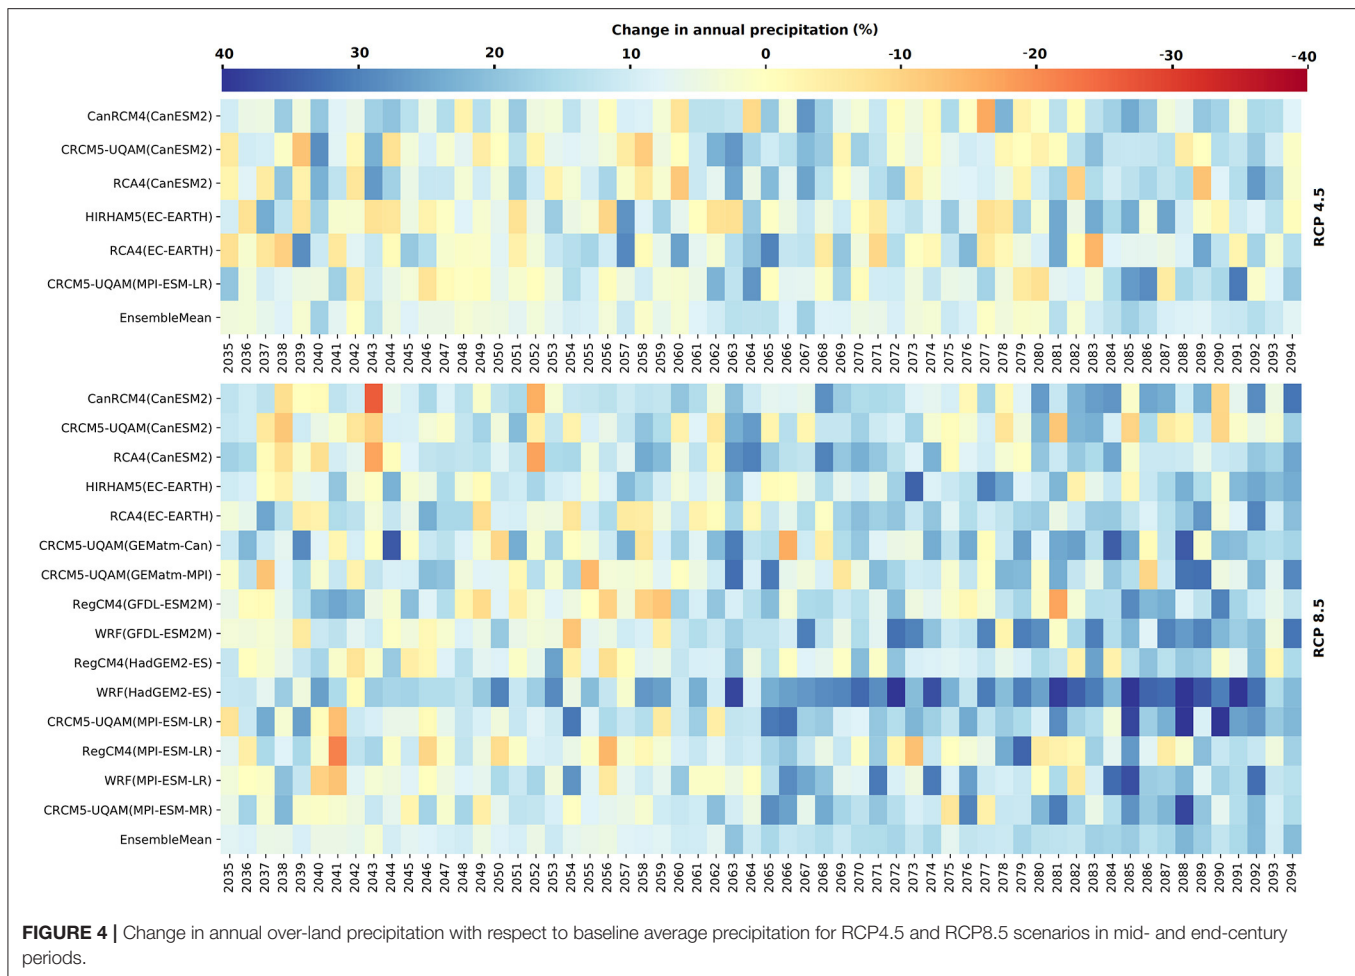 Change in annual precipitation (%)
40 30 20 10 0 -10 -20 -30 -40
CanRCM4(CanESM2)
CRCM5-UQAM(CanESM2)
RCA4(CanESM2)
HIRHAM5(EC-EARTH)
RCA4(EC-EARTH)
CRCM5-UQAM(MPI-ESM-LR)
EnsembleMean
RCP 4.5
2035 2036 2037 2038 2039 2040 2041 2042 2043 2044 2045 2046 2047 2048 2049 2050 2051 2052 2053 2054 2055 2056 2057 2058 2059 2060 2061 2062 2063 2064 2065 2066 2067 2068 2069 2070 2071 2072 2073 2074 2075 2076 2077 2078 2079 2080 2081 2082 2083 2084 2085 2086 2087 2088 2089 2090 2091 2092 2093 2094
CanRCM4(CanESM2)
CRCM5-UQAM(CanESM2)
RCA4(CanESM2)
HIRHAM5(EC-EARTH)
RCA4(EC-EARTH)
CRCM5-UQAM(GEMatm-Can)
CRCM5-UQAM(GEMatm-MPI)
RegCM4(GFDL-ESM2M)
WRF(GFDL-ESM2M)
RegCM4(HadGEM2-ES)
WRF(HadGEM2-ES)
CRCM5-UQAM(MPI-ESM-LR)
RegCM4(MPI-ESM-LR)
WRF(MPI-ESM-LR)
CRCM5-UQAM(MPI-ESM-MR)
EnsembleMean
RCP 8.5
2035 2036 2037 2038 2039 2040 2041 2042 2043 2044 2045 2046 2047 2048 2049 2050 2051 2052 2053 2054 2055 2056 2057 2058 2059 2060 2061 2062 2063 2064 2065 2066 2067 2068 2069 2070 2071 2072 2073 2074 2075 2076 2077 2078 2079 2080 2081 2082 2083 2084 2085 2086 2087 2088 2089 2090 2091 2092 2093 2094
FIGURE 4 | Change in annual over-land precipitation with respect to baseline average precipitation for RCP4.5 and RCP8.5 scenarios in mid- and end-century
periods.